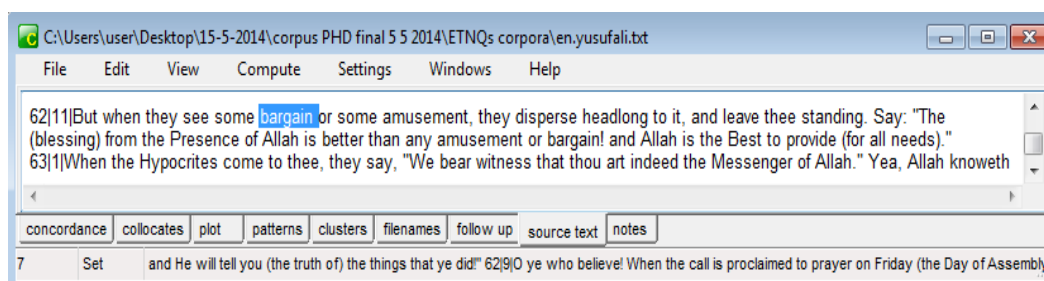 C:\Users\user\Desktop\15-5-2014\corpus PHD final 5 5 2014\ETNQs corpora\en.yusufali.txt
File Edit View Compute Settings Windows Help
62|11|But when they see some bargain or some amusement, they disperse headlong to it, and leave thee standing. Say: "The
(blessing) from the Presence of Allah is better than any amusement or bargain! and Allah is the Best to provide (for all needs)."
63|1|When the Hypocrites come to thee, they say, "We bear witness that thou art indeed the Messenger of Allah." Yea, Allah knoweth
concordance collocates plot patterns clusters filenames follow up source text notes
7 Set and He will tell you (the truth of) the things that ye did!" 62|9|O ye who believe! When the call is proclaimed to prayer on Friday (the Day of Assembly